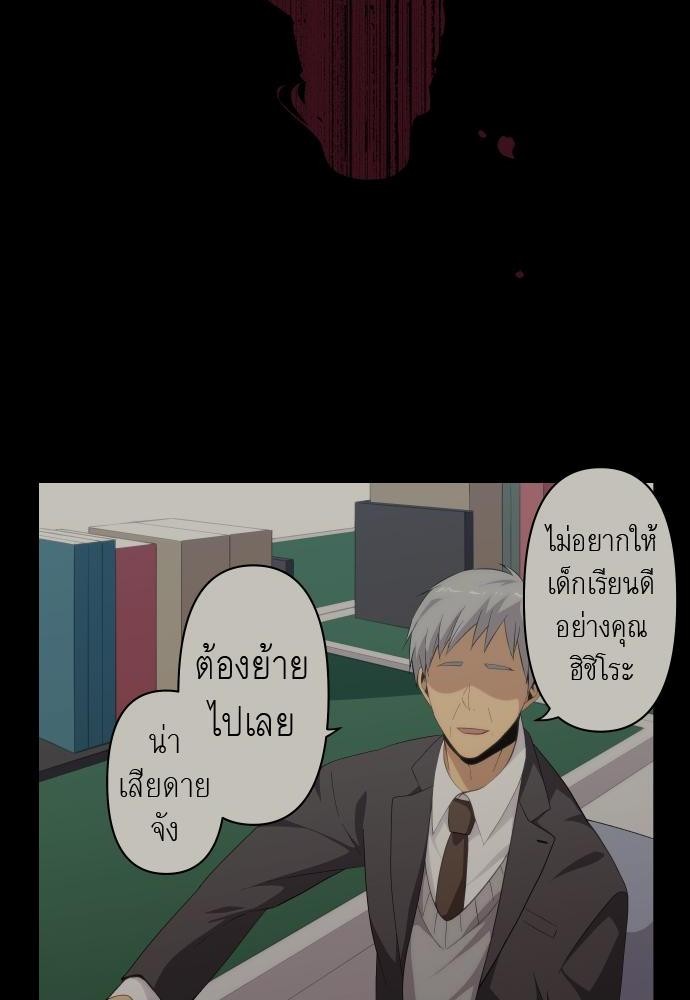 ไม่อยากให้
เด็กเรียนดี
อย่างคุณ
ฮิชิโระ
ต้องย้าย
ไปเลย
น่า
เสียดาย
จัง